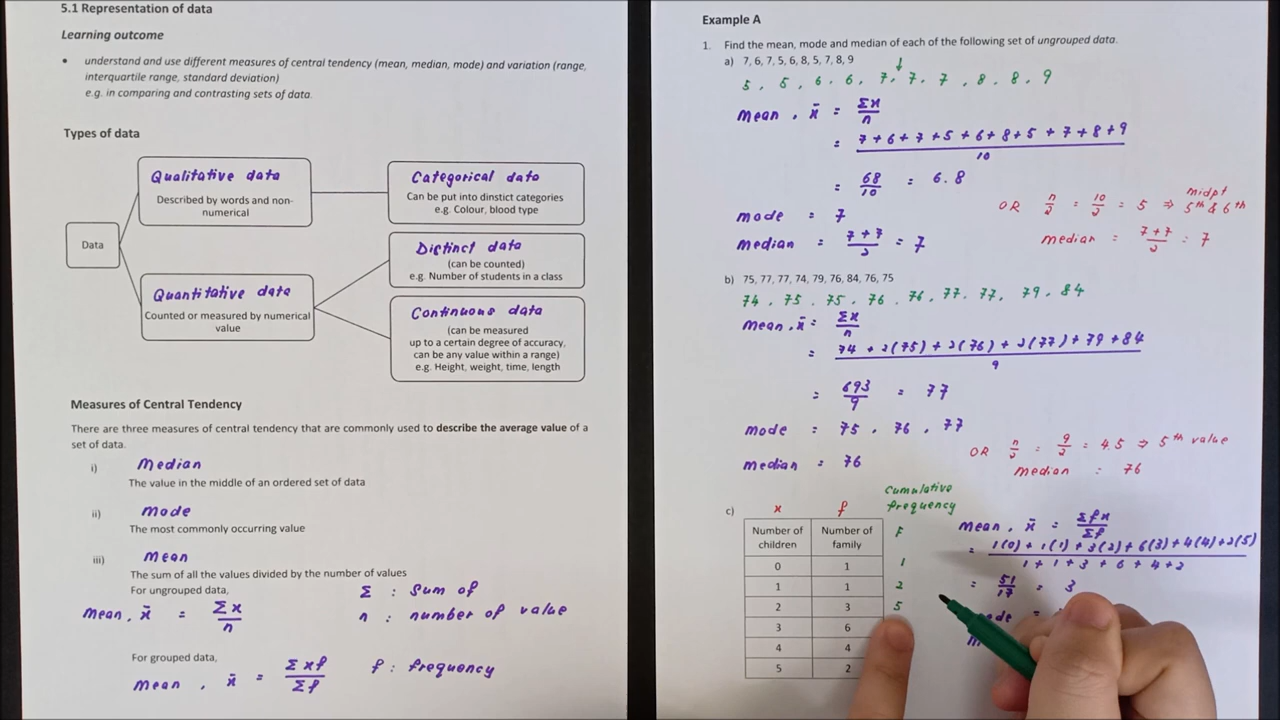 5.1 Representation of data
Learning outcome
• understand and use different measures of central tendency (mean, median, mode) and variation (range,
interquartile range, standard deviation)
e.g. in comparing and contrasting sets of data.
Types of data
Data
Qualitative data
Described by words and non-
numerical
Categorical data
Can be put into dinstict categories
e.g. Colour, blood type
Quantitative data
Counted or measured by numerical
value
Distinct data
(can be counted)
e.g. Number of students in a class
Continuous data
(can be measured
up to a certain degree of accuracy,
can be any value within a range)
e.g. Height, weight, time, length
Measures of Central Tendency
There are three measures of central tendency that are commonly used to describe the average value of a
set of data.
i) Median
The value in the middle of an ordered set of data
ii) Mode
The most commonly occurring value
iii) Mean
The sum of all the values divided by the number of values
For ungrouped data,
Mean, x̄ = Σx/n
Σ : Sum of
n : number of value
For grouped data,
Mean, x̄ = Σxf/Σf
f : frequency
Example A
1. Find the mean, mode and median of each of the following set of ungrouped data.
a) 7, 6, 7, 5, 6, 8, 5, 7, 8, 9
5, 5, 6, 6, 7, 7, 7, 8, 8, 9
Mean, x̄ = Σx/n
= 7+6+7+5+6+8+5+7+8+9 / 10
= 68/10 = 6.8
mode = 7
median = 7+7/2 = 7
OR n/2 = 10/2 = 5 ⇒ midpt 5th & 6th
median = 7+7/2 = 7
b) 75, 77, 77, 74, 79, 76, 84, 76, 75
74, 75, 75, 76, 76, 77, 77, 79, 84
Mean, x̄ = Σx/n
= 74 + 2(75) + 2(76) + 2(77) + 79 + 84 / 9
= 693/9 = 77
mode = 75, 76, 77
median = 76
OR n/2 = 9/2 = 4.5 ⇒ 5th value
median = 76
c)
x f Cumulative frequency
Number of children Number of family F
0 1 1
1 1 2
2 3 5
3 6
4 4
5 2
Mean, x̄ = Σfx/Σf
= 1(0) + 1(1) + 3(2) + 6(3) + 4(4) + 2(5) / 1 + 1 + 3 + 6 + 4 + 2
= 51/17 = 3